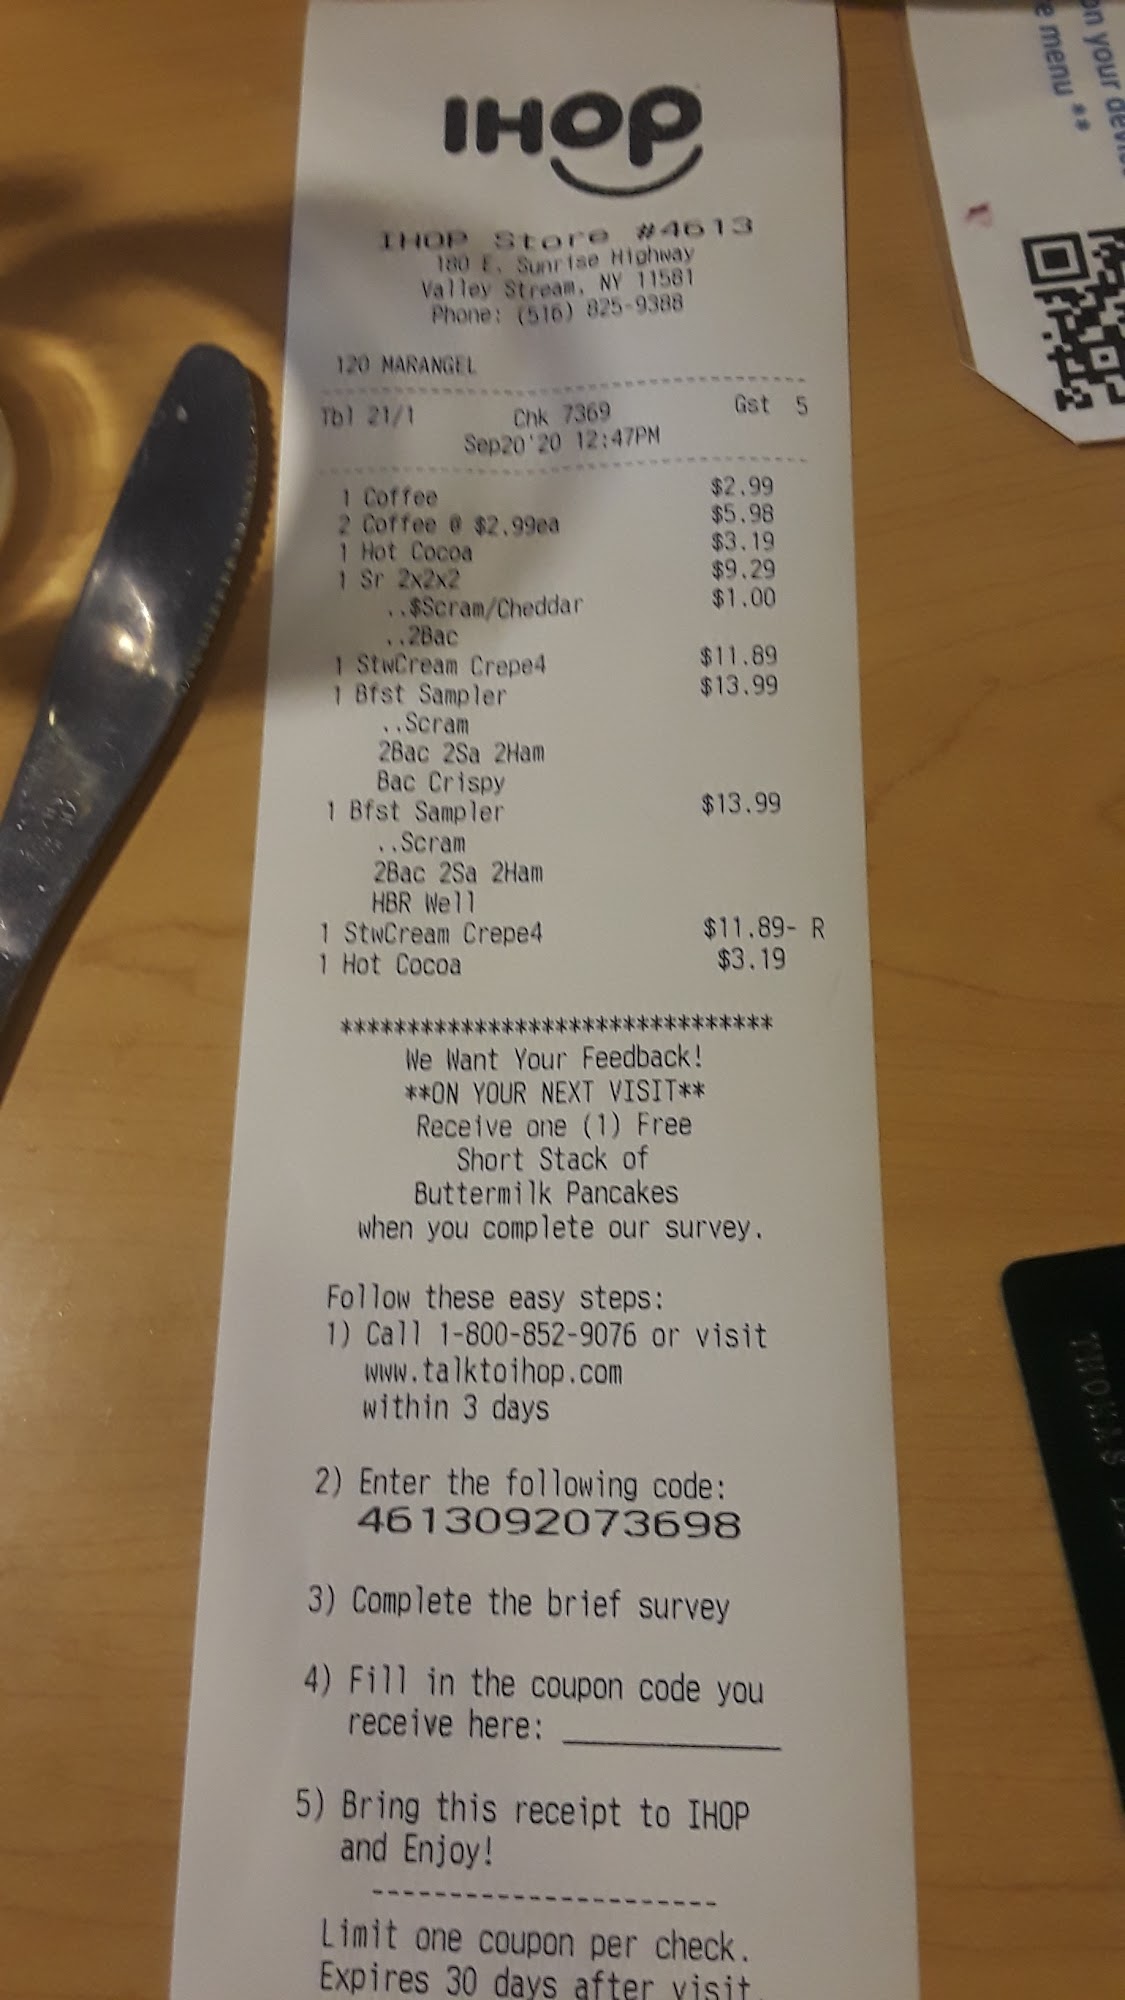 IHOP
IHOP Store #4613
180 E. Sunrise Highway
Valley Stream, NY 11581
Phone: (516) 825-9388
120 MARANGEL
Tbl 21/1 Chk 7369 Gst 5
Sep20'20 12:47PM
1 Coffee $2.99
2 Coffee @ $2.99ea $5.98
1 Hot Cocoa $3.19
1 Sr 2x2x2 $9.29
..$Scram/Cheddar $1.00
..2Bac
1 StwCream Crepe4 $11.89
1 Bfst Sampler $13.99
..Scram
2Bac 2Sa 2Ham
Bac Crispy
1 Bfst Sampler $13.99
..Scram
2Bac 2Sa 2Ham
HBR Well
1 StwCream Crepe4 $11.89- R
1 Hot Cocoa $3.19
********************************
We Want Your Feedback!
**ON YOUR NEXT VISIT**
Receive one (1) Free
Short Stack of
Buttermilk Pancakes
when you complete our survey.
Follow these easy steps:
1) Call 1-800-852-9076 or visit
www.talktoihop.com
within 3 days
2) Enter the following code:
4613092073698
3) Complete the brief survey
4) Fill in the coupon code you
receive here: ____________
5) Bring this receipt to IHOP
and Enjoy!
----------------------
Limit one coupon per check.
Expires 30 days after visit.
on your
e menu **
THOMAS